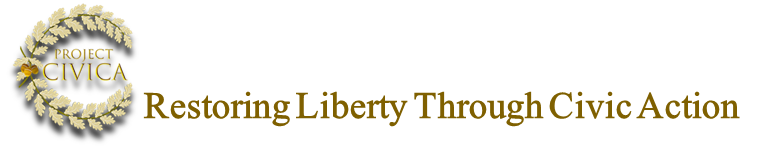 PROJECT
CIVICA
Restoring Liberty Through Civic Action